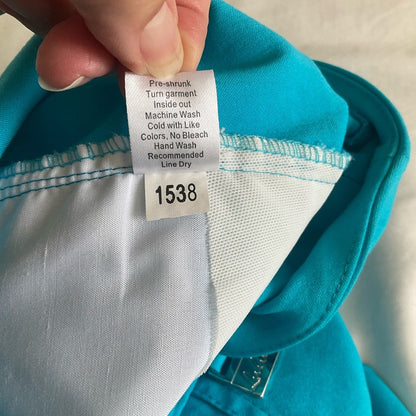 Pre-shrunk
Turn garment
Inside out
Machine Wash
Cold with Like
Colors, No Bleach
Hand Wash
Recommended
Line Dry
1538